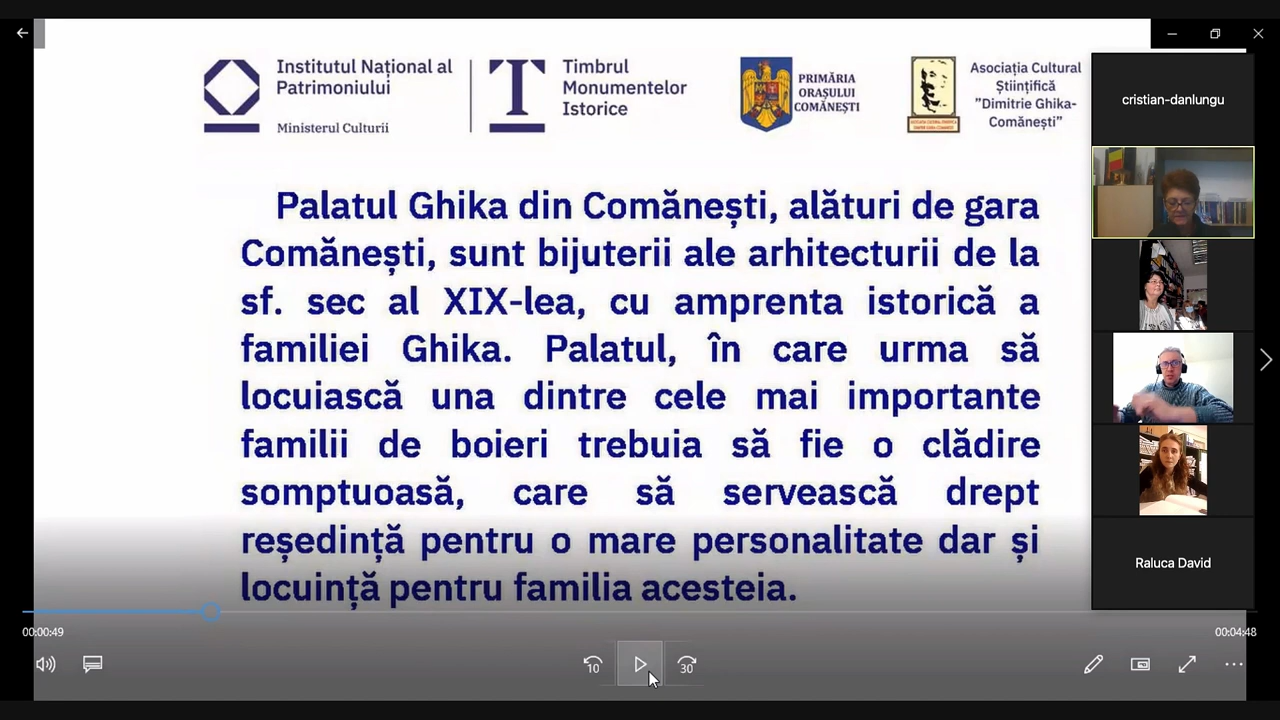 Institutul Național al
Patrimoniului
Ministerul Culturii
Timbrul
Monumentelor
Istorice
PRIMĂRIA
ORAȘULUI
COMĂNEȘTI
Asociația Cultural
Științifică
"Dimitrie Ghika-
Comănești"
cristian-danlungu
Palatul Ghika din Comănești, alături de gara
Comănești, sunt bijuterii ale arhitecturii de la
sf. sec al XIX-lea, cu amprenta istorică a
familiei Ghika. Palatul, în care urma să
locuiască una dintre cele mai importante
familii de boieri trebuia să fie o clădire
somptuoasă, care să servească drept
reședință pentru o mare personalitate dar și
locuință pentru familia acesteia.
Raluca David
00:00:49
00:04:48
10
30